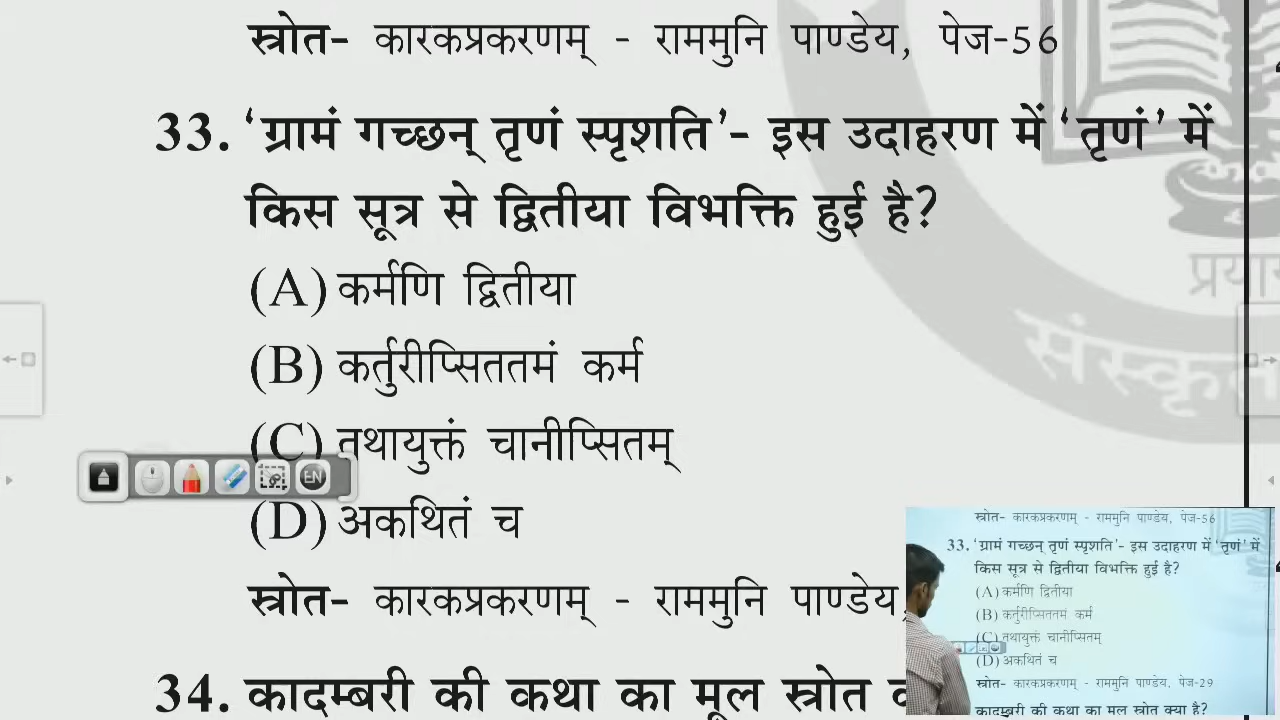 स्रोत- कारकप्रकरणम् - राममुनि पाण्डेय, पेज-56
33. 'ग्रामं गच्छन् तृणं स्पृशति'- इस उदाहरण में 'तृणं' में
किस सूत्र से द्वितीया विभक्ति हुई है?
(A) कर्मणि द्वितीया
(B) कर्तुरीप्सिततमं कर्म
(C) तथायुक्तं चानीप्सितम्
EN
(D) अकथितं च
स्रोत- कारकप्रकरणम् - राममुनि पाण्डेय,
34. कादम्बरी की कथा का मूल स्रोत
संस्कृत
स्रोत- कारकप्रकरणम् - राममुनि पाण्डेय, पेज-56
33. 'ग्रामं गच्छन् तृणं स्पृशति'- इस उदाहरण में 'तृणं' में
किस सूत्र से द्वितीया विभक्ति हुई है?
(A) कर्मणि द्वितीया
(B) कर्तुरीप्सिततमं कर्म
(C) तथायुक्तं चानीप्सितम्
(D) अकथितं च
स्रोत- कारकप्रकरणम् - राममुनि पाण्डेय, पेज-29
कादम्बरी की कथा का मूल स्रोत क्या है?